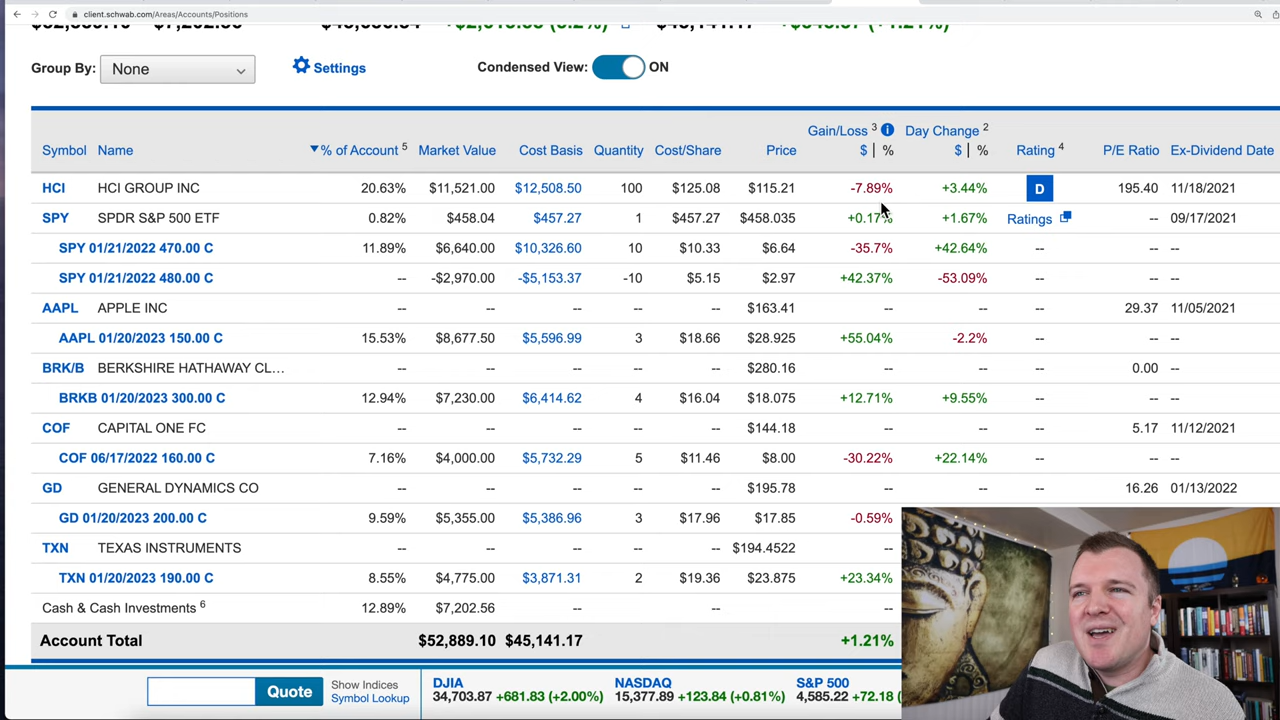 client.schwab.com/Areas/Accounts/Positions
Group By: None Settings Condensed View: ON
Gain/Loss 3 i Day Change 2
Symbol Name ▼% of Account 5 Market Value Cost Basis Quantity Cost/Share Price $ | % $ | % Rating 4 P/E Ratio Ex-Dividend Date
HCI HCI GROUP INC 20.63% $11,521.00 $12,508.50 100 $125.08 $115.21 -7.89% +3.44% D 195.40 11/18/2021
SPY SPDR S&P 500 ETF 0.82% $458.04 $457.27 1 $457.27 $458.035 +0.17% +1.67% Ratings -- 09/17/2021
SPY 01/21/2022 470.00 C 11.89% $6,640.00 $10,326.60 10 $10.33 $6.64 -35.7% +42.64% -- -- --
SPY 01/21/2022 480.00 C -- -$2,970.00 -$5,153.37 -10 $5.15 $2.97 +42.37% -53.09% -- -- --
AAPL APPLE INC -- -- -- -- -- $163.41 -- -- -- 29.37 11/05/2021
AAPL 01/20/2023 150.00 C 15.53% $8,677.50 $5,596.99 3 $18.66 $28.925 +55.04% -2.2% -- -- --
BRK/B BERKSHIRE HATHAWAY CL... -- -- -- -- -- $280.16 -- -- -- 0.00 --
BRKB 01/20/2023 300.00 C 12.94% $7,230.00 $6,414.62 4 $16.04 $18.075 +12.71% +9.55% -- -- --
COF CAPITAL ONE FC -- -- -- -- -- $144.18 -- -- -- 5.17 11/12/2021
COF 06/17/2022 160.00 C 7.16% $4,000.00 $5,732.29 5 $11.46 $8.00 -30.22% +22.14% -- -- --
GD GENERAL DYNAMICS CO -- -- -- -- -- $195.78 -- -- -- 16.26 01/13/2022
GD 01/20/2023 200.00 C 9.59% $5,355.00 $5,386.96 3 $17.96 $17.85 -0.59%
TXN TEXAS INSTRUMENTS -- -- -- -- -- $194.4522 --
TXN 01/20/2023 190.00 C 8.55% $4,775.00 $3,871.31 2 $19.36 $23.875 +23.34%
Cash & Cash Investments 6 12.89% $7,202.56 -- -- --
Account Total $52,889.10 $45,141.17 +1.21%
Quote Show Indices
Symbol Lookup
DJIA
34,703.87 +681.83 (+2.00%)
NASDAQ
15,377.89 +123.84 (+0.81%)
S&P 500
4,585.22 +72.18 (